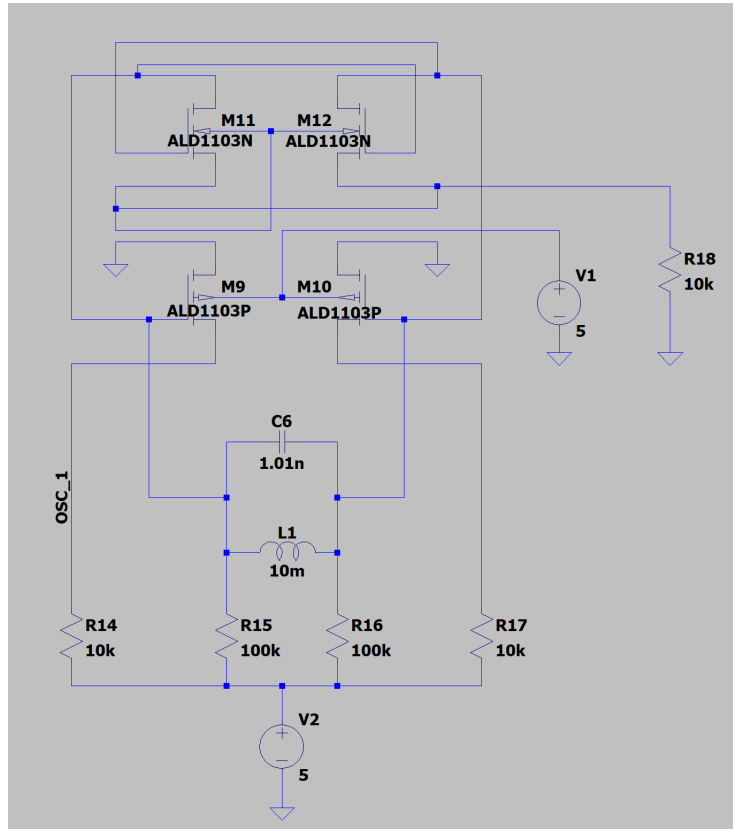 M11
M12
ALD1103N
ALD1103N
M9
M10
ALD1103P
ALD1103P
V1
5
R18
10k
C6
1.01n
OSC_1
L1
10m
R14
10k
R15
100k
R16
100k
R17
10k
V2
5